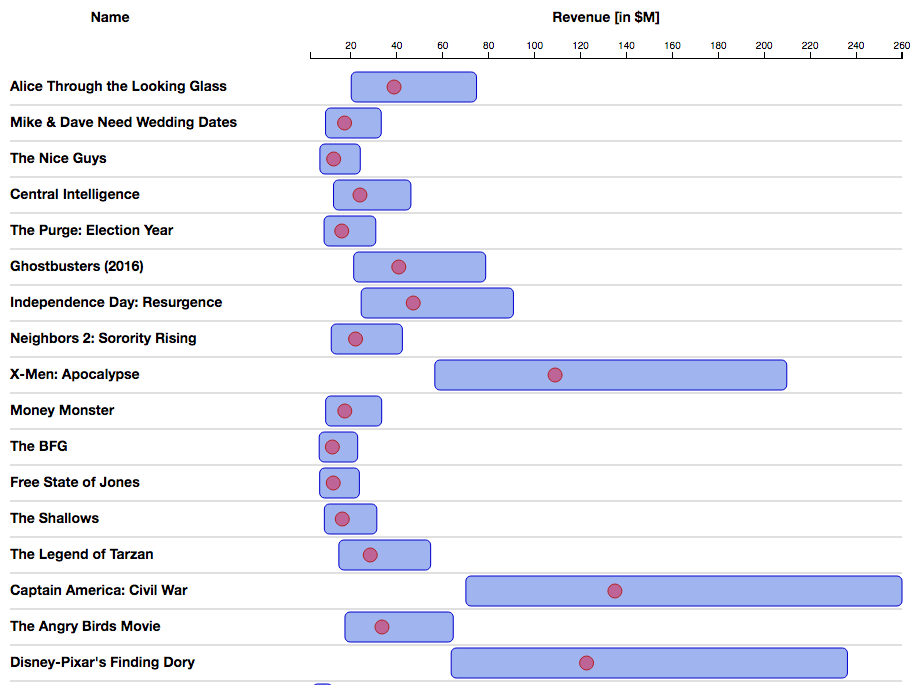 Name Revenue [in $M]
20 40 60 80 100 120 140 160 180 200 220 240 260
Alice Through the Looking Glass
Mike & Dave Need Wedding Dates
The Nice Guys
Central Intelligence
The Purge: Election Year
Ghostbusters (2016)
Independence Day: Resurgence
Neighbors 2: Sorority Rising
X-Men: Apocalypse
Money Monster
The BFG
Free State of Jones
The Shallows
The Legend of Tarzan
Captain America: Civil War
The Angry Birds Movie
Disney-Pixar's Finding Dory